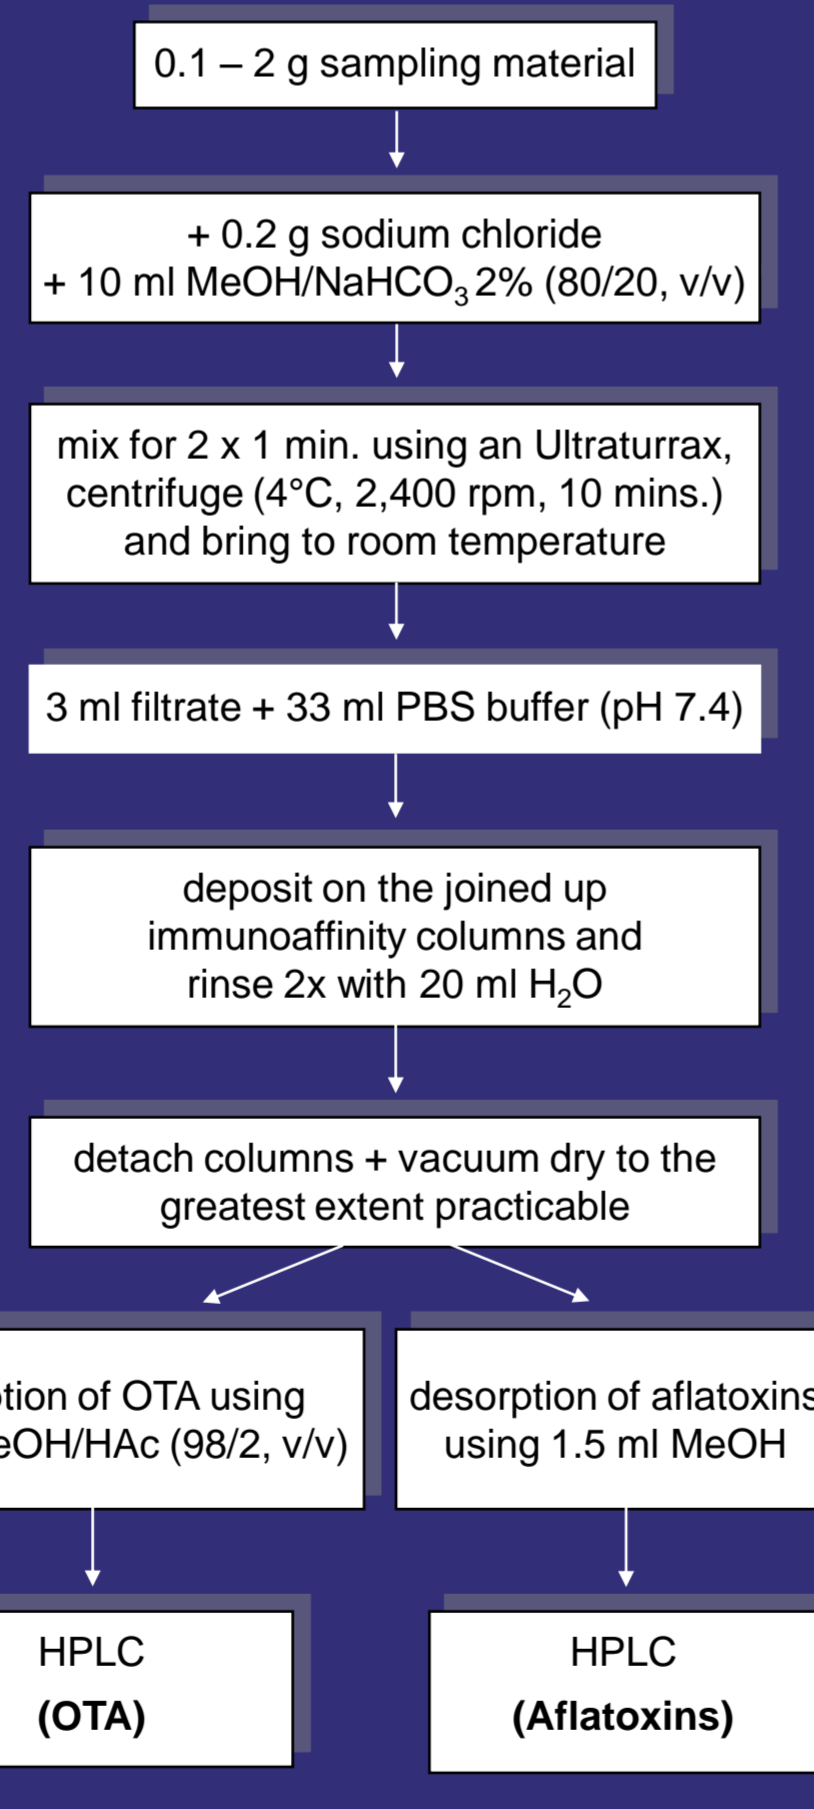 0.1 – 2 g sampling material
+ 0.2 g sodium chloride
+ 10 ml MeOH/NaHCO₃ 2% (80/20, v/v)
mix for 2 x 1 min. using an Ultraturrax,
centrifuge (4°C, 2,400 rpm, 10 mins.)
and bring to room temperature
3 ml filtrate + 33 ml PBS buffer (pH 7.4)
deposit on the joined up
immunoaffinity columns and
rinse 2x with 20 ml H₂O
detach columns + vacuum dry to the
greatest extent practicable
of OTA using
(98/2, v/v)
desorption of aflatoxins
using 1.5 ml MeOH
HPLC
(OTA)
HPLC
(Aflatoxins)